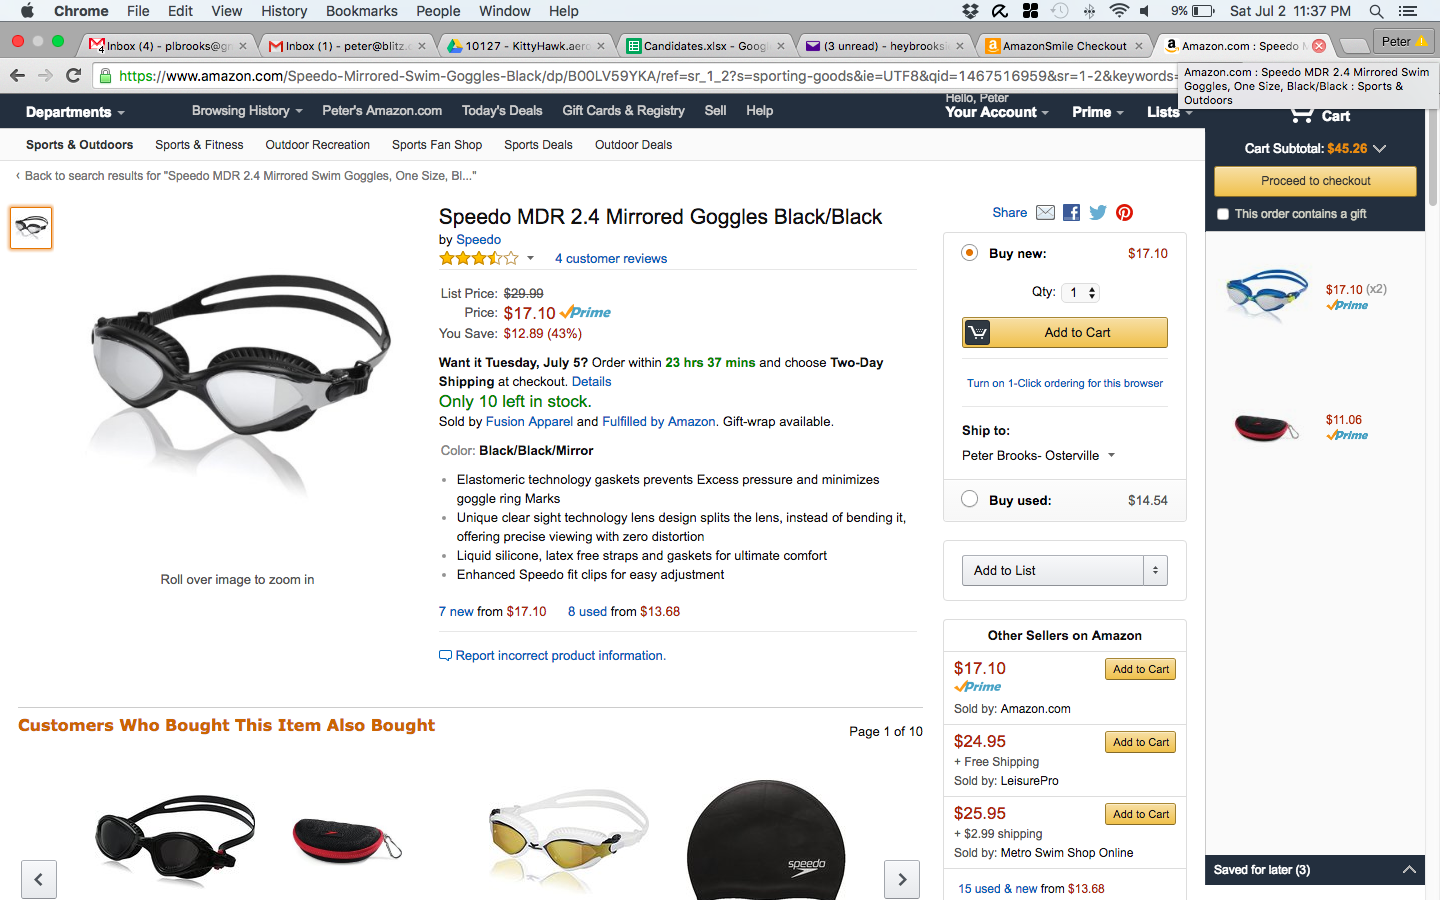 Chrome File Edit View History Bookmarks People Window Help 9% Sat Jul 2 11:37 PM
Inbox (4) - plbrooks@gr
Inbox (1) - peter@blitz.c
10127 - KittyHawk.aero
Candidates.xlsx - Google
(3 unread) - heybrooks
AmazonSmile Checkout
Amazon.com : Speedo M
Peter
https://www.amazon.com/Speedo-Mirrored-Swim-Goggles-Black/dp/B00LV59YKA/ref=sr_1_2?s=sporting-goods&ie=UTF8&qid=1467516959&sr=1-2&keywords=
Amazon.com : Speedo MDR 2.4 Mirrored Swim
Goggles, One Size, Black/Black : Sports &
Outdoors
Departments
Browsing History
Peter's Amazon.com
Today's Deals
Gift Cards & Registry
Sell
Help
Hello, Peter
Your Account
Prime
Lists
Cart
Sports & Outdoors
Sports & Fitness
Outdoor Recreation
Sports Fan Shop
Sports Deals
Outdoor Deals
Cart Subtotal: $45.26
Proceed to checkout
This order contains a gift
‹ Back to search results for "Speedo MDR 2.4 Mirrored Swim Goggles, One Size, Bl..."
Speedo MDR 2.4 Mirrored Goggles Black/Black
by Speedo
4 customer reviews
List Price: $29.99
Price: $17.10 Prime
You Save: $12.89 (43%)
Want it Tuesday, July 5? Order within 23 hrs 37 mins and choose Two-Day
Shipping at checkout. Details
Only 10 left in stock.
Sold by Fusion Apparel and Fulfilled by Amazon. Gift-wrap available.
Color: Black/Black/Mirror
• Elastomeric technology gaskets prevents Excess pressure and minimizes
goggle ring Marks
• Unique clear sight technology lens design splits the lens, instead of bending it,
offering precise viewing with zero distortion
• Liquid silicone, latex free straps and gaskets for ultimate comfort
• Enhanced Speedo fit clips for easy adjustment
Roll over image to zoom in
7 new from $17.10 8 used from $13.68
Report incorrect product information.
Share
Buy new: $17.10
Qty: 1
Add to Cart
Turn on 1-Click ordering for this browser
Ship to:
Peter Brooks- Osterville
Buy used: $14.54
Add to List
Other Sellers on Amazon
$17.10 Add to Cart
Prime
Sold by: Amazon.com
$24.95 Add to Cart
+ Free Shipping
Sold by: LeisurePro
$25.95 Add to Cart
+ $2.99 shipping
Sold by: Metro Swim Shop Online
15 used & new from $13.68
$17.10 (x2)
Prime
$11.06
Prime
Saved for later (3)
Customers Who Bought This Item Also Bought
Page 1 of 10
speedo